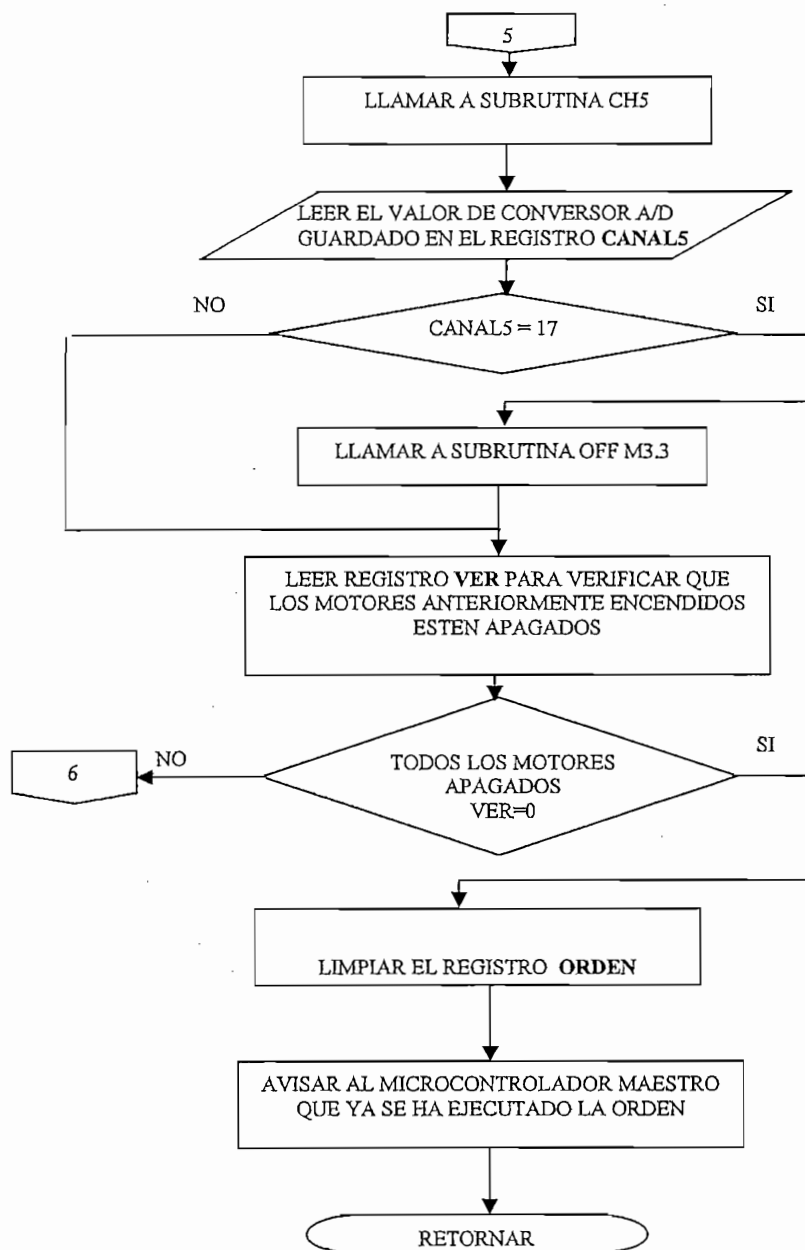 5
LLAMAR A SUBRUTINA CH5
LEER EL VALOR DE CONVERSOR A/D
GUARDADO EN EL REGISTRO CANAL5
NO
SI
CANAL5 = 17
LLAMAR A SUBRUTINA OFF M3.3
LEER REGISTRO VER PARA VERIFICAR QUE
LOS MOTORES ANTERIORMENTE ENCENDIDOS
ESTEN APAGADOS
6
NO
SI
TODOS LOS MOTORES
APAGADOS
VER=0
LIMPIAR EL REGISTRO ORDEN
AVISAR AL MICROCONTROLADOR MAESTRO
QUE YA SE HA EJECUTADO LA ORDEN
RETORNAR